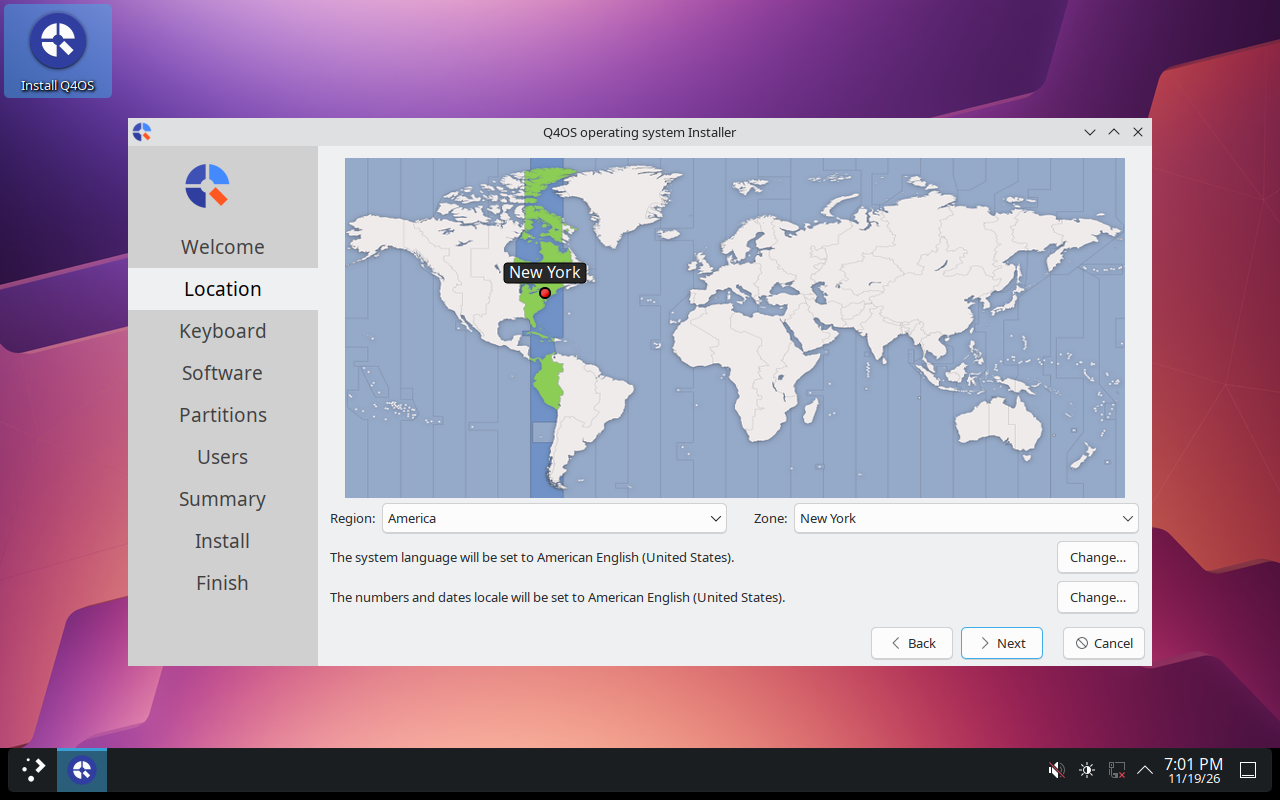 Install Q4OS
Q4OS operating system Installer
Welcome
Location
Keyboard
Software
Partitions
Users
Summary
Install
Finish
New York
Region: America Zone: New York
The system language will be set to American English (United States). Change...
The numbers and dates locale will be set to American English (United States). Change...
Back Next Cancel
7:01 PM
11/19/26